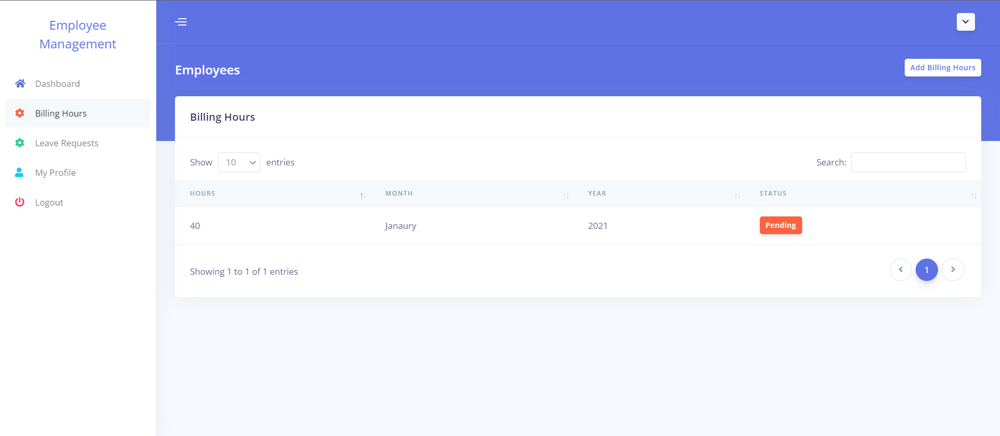 Employee
Management
Dashboard
Billing Hours
Leave Requests
My Profile
Logout
Employees
Add Billing Hours
Billing Hours
Show 10 entries
Search:
HOURS MONTH YEAR STATUS
40 Janaury 2021 Pending
Showing 1 to 1 of 1 entries
1